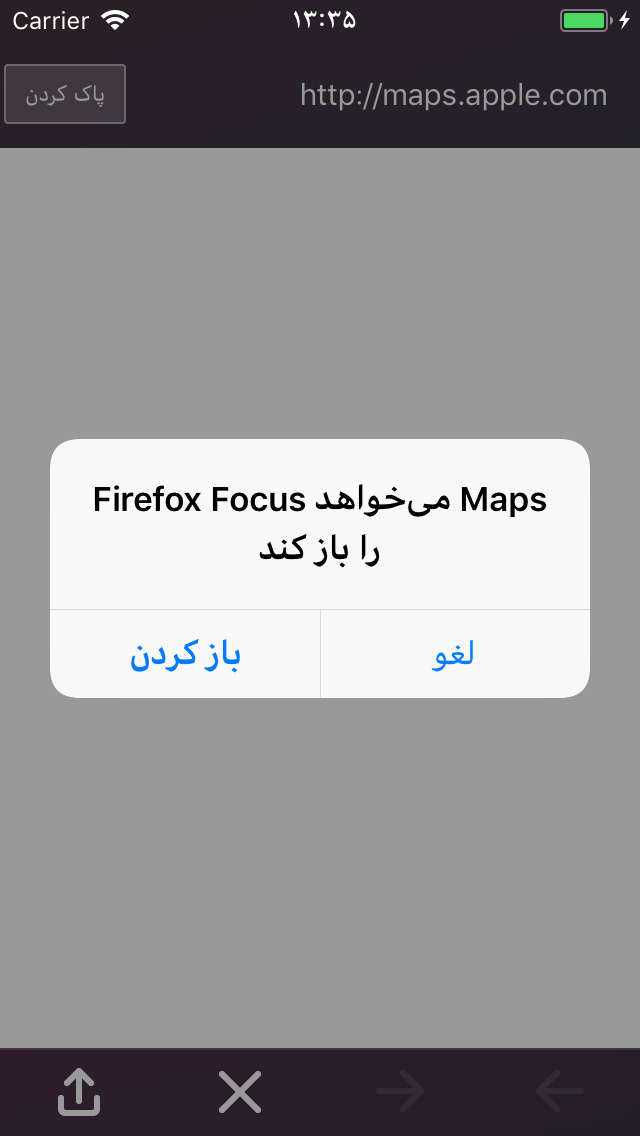 Carrier ۱۳:۳۵
پاک کردن
http://maps.apple.com
Firefox Focus می‌خواهد Maps
را باز کند
لغو
باز کردن